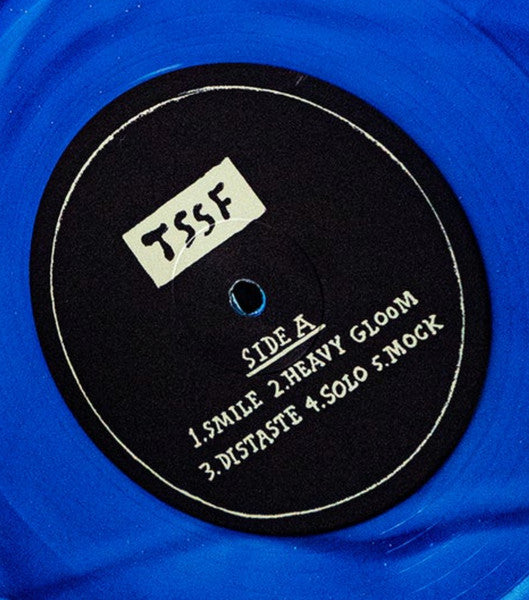 TSSF
SIDE A
1.SMILE 2.HEAVY GLOOM
3.DISTASTE 4.SOLO 5.MOCK